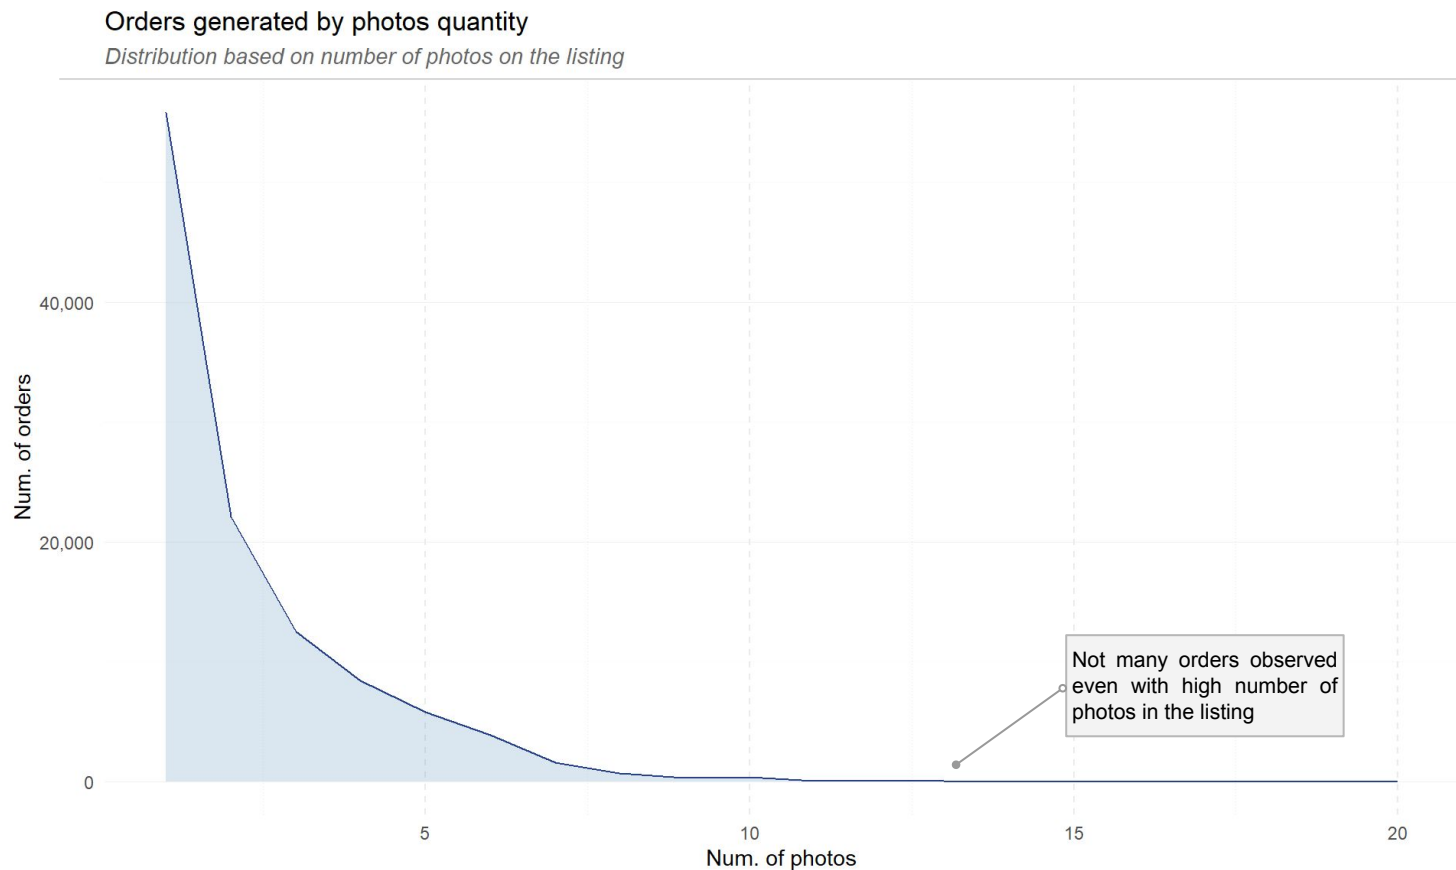 Orders generated by photos quantity
Distribution based on number of photos on the listing
40,000
20,000
0
Num. of orders
Not many orders observed
even with high number of
photos in the listing
5
10
15
20
Num. of photos